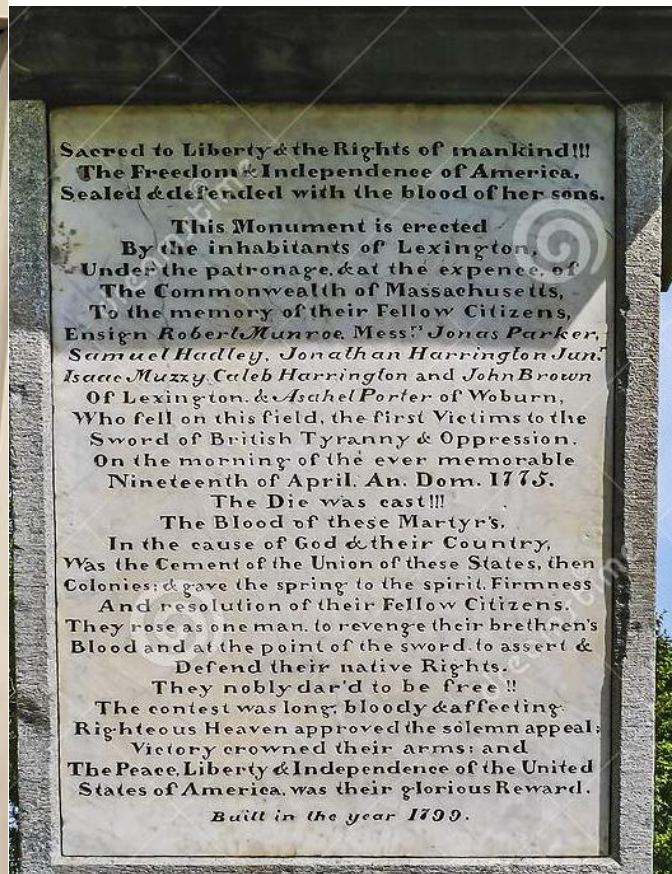 Sacred to Liberty & the Rights of mankind!!!
The Freedom & Independence of America,
Sealed & defended with the blood of her sons.
This Monument is erected
By the inhabitants of Lexington,
Under the patronage, & at the expence, of
The Commonwealth of Massachusetts,
To the memory of their Fellow Citizens,
Ensign Robert Munroe, Messrs. Jonas Parker,
Samuel Hadley, Jonathan Harrington Junr.
Isaac Muzzy, Caleb Harrington and John Brown
Of Lexington, & Asahel Porter of Woburn,
Who fell on this field, the first Victims to the
Sword of British Tyranny & Oppression.
On the morning of the ever memorable
Nineteenth of April. An. Dom. 1775.
The Die was cast!!!
The Blood of these Martyr's,
In the cause of God & their Country,
Was the Cement of the Union of these States, then
Colonies; & gave the spring to the spirit. Firmness
And resolution of their Fellow Citizens.
They rose as one man, to revenge their brethren's
Blood and at the point of the sword, to assert &
Defend their native Rights.
They nobly dar'd to be free!!
The contest was long, bloody & affecting.
Righteous Heaven approved the solemn appeal;
Victory crowned their arms; and
The Peace, Liberty & Independence of the United
States of America, was their glorious Reward.
Built in the year 1799.